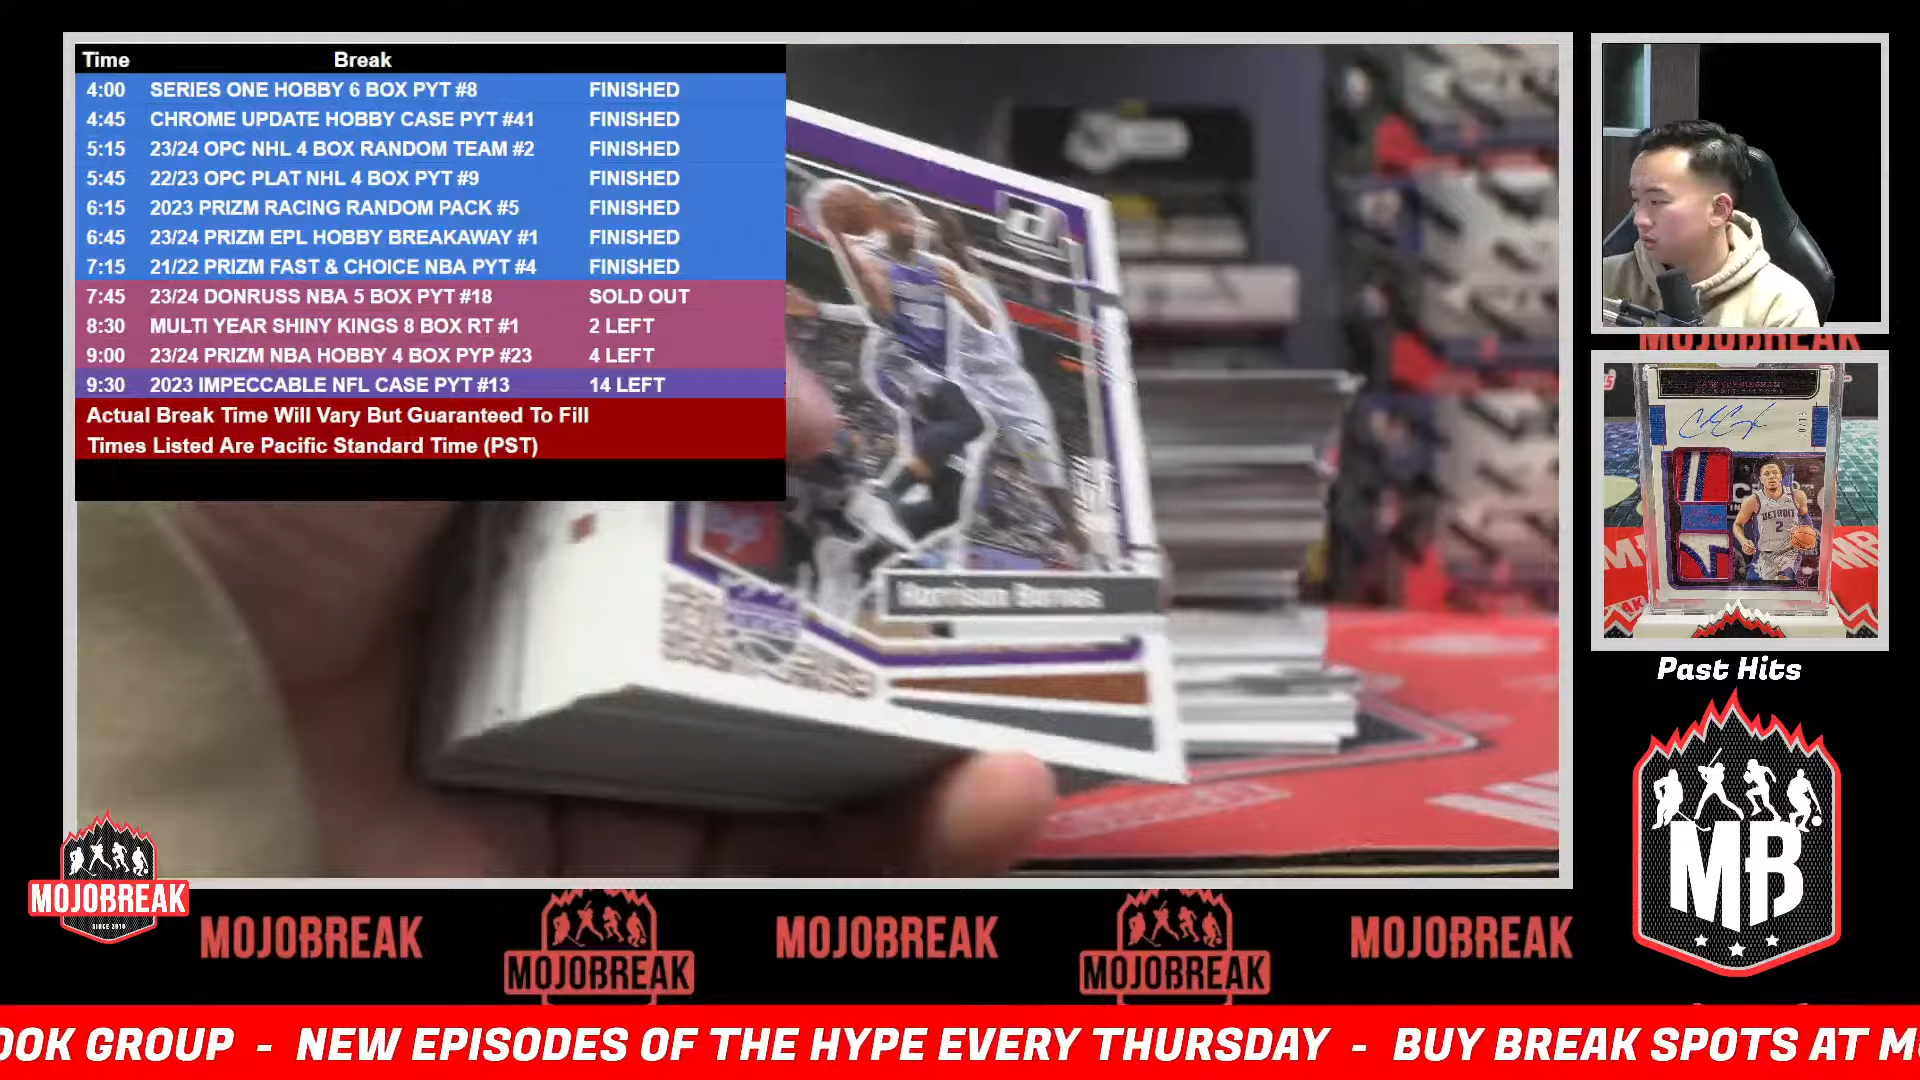 Time Break
4:00 SERIES ONE HOBBY 6 BOX PYT #8 FINISHED
4:45 CHROME UPDATE HOBBY CASE PYT #41 FINISHED
5:15 23/24 OPC NHL 4 BOX RANDOM TEAM #2 FINISHED
5:45 22/23 OPC PLAT NHL 4 BOX PYT #9 FINISHED
6:15 2023 PRIZM RACING RANDOM PACK #5 FINISHED
6:45 23/24 PRIZM EPL HOBBY BREAKAWAY #1 FINISHED
7:15 21/22 PRIZM FAST & CHOICE NBA PYT #4 FINISHED
7:45 23/24 DONRUSS NBA 5 BOX PYT #18 SOLD OUT
8:30 MULTI YEAR SHINY KINGS 8 BOX RT #1 2 LEFT
9:00 23/24 PRIZM NBA HOBBY 4 BOX PYP #23 4 LEFT
9:30 2023 IMPECCABLE NFL CASE PYT #13 14 LEFT
Actual Break Time Will Vary But Guaranteed To Fill
Times Listed Are Pacific Standard Time (PST)
Harrison Barnes
CADE CUNNINGHAM
DETROIT
2
Past Hits
MB
MOJOBREAK
SINCE 2010
MOJOBREAK
MOJOBREAK
MOJOBREAK
MOJOBREAK
MOJOBREAK
OOK GROUP - NEW EPISODES OF THE HYPE EVERY THURSDAY - BUY BREAK SPOTS AT M